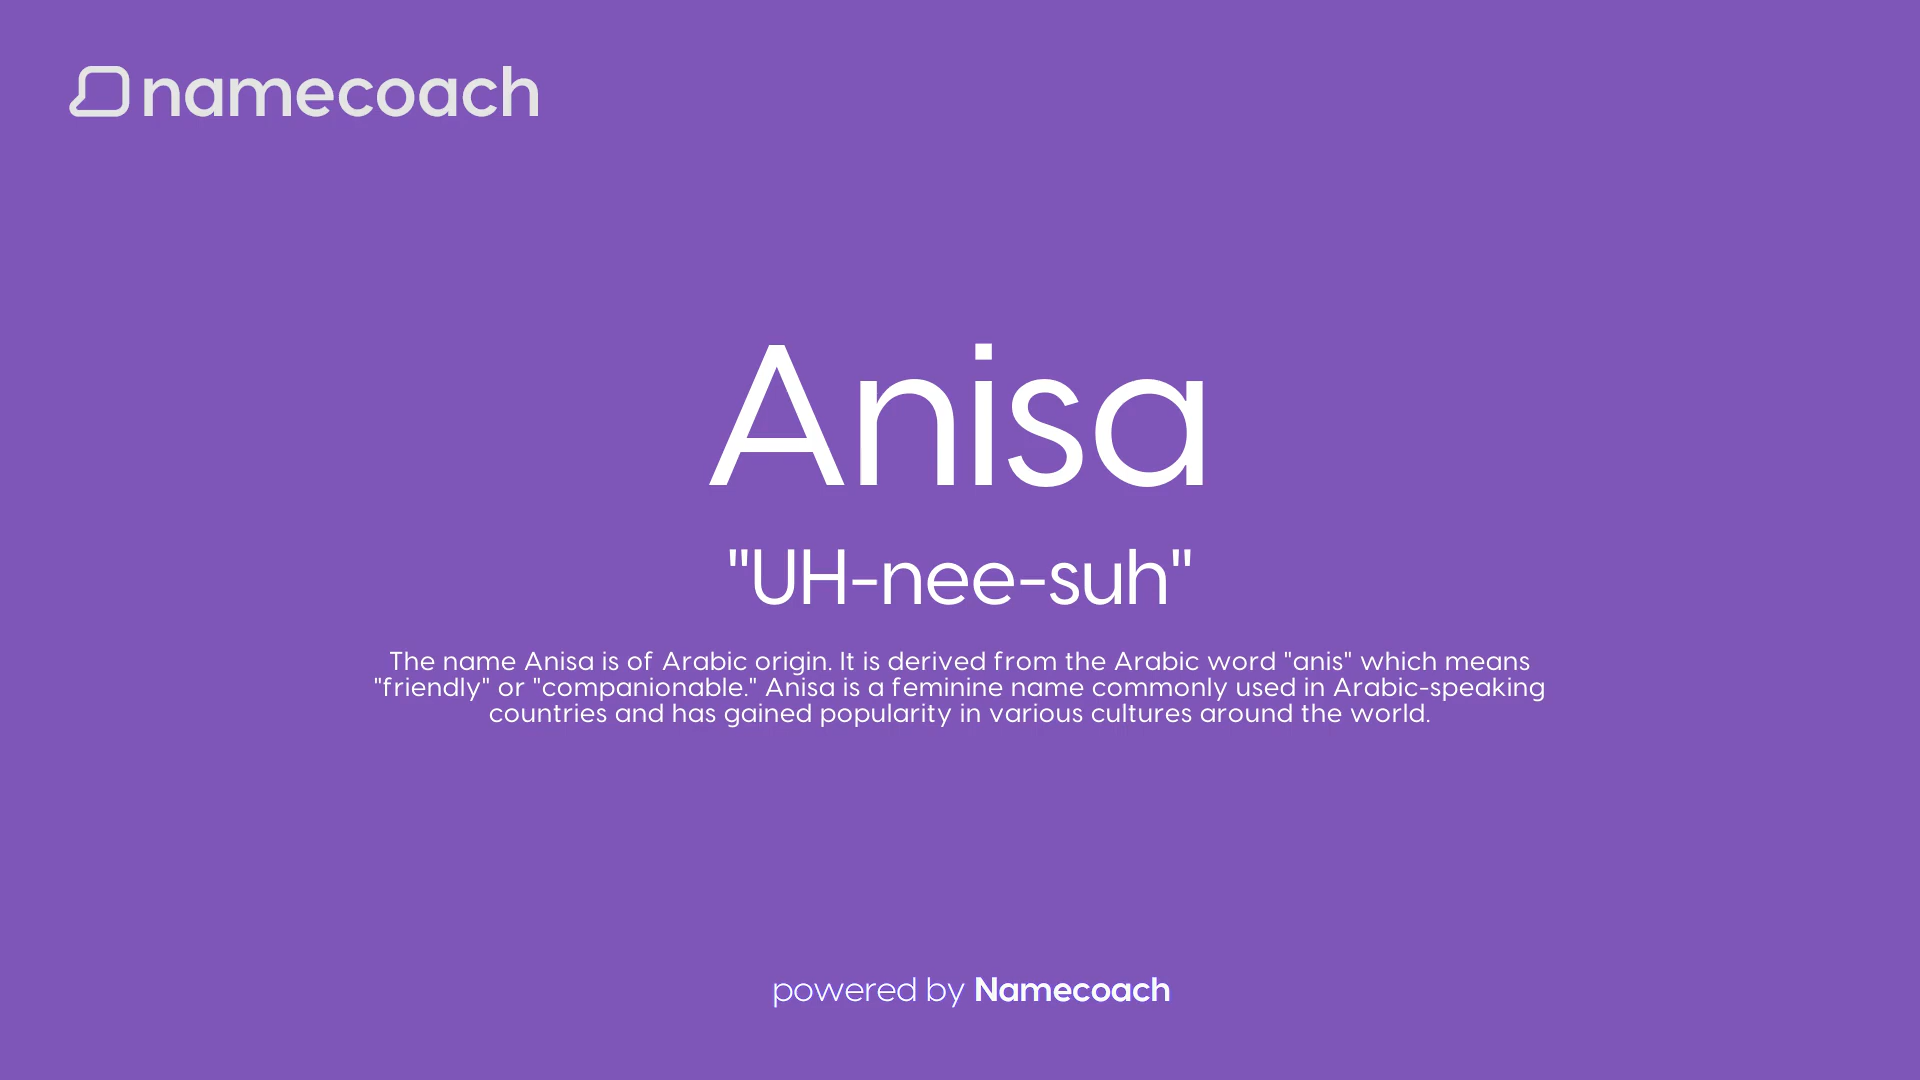 namecoach
Anisa
"UH-nee-suh"
The name Anisa is of Arabic origin. It is derived from the Arabic word "anis" which means
"friendly" or "companionable." Anisa is a feminine name commonly used in Arabic-speaking
countries and has gained popularity in various cultures around the world.
powered by Namecoach